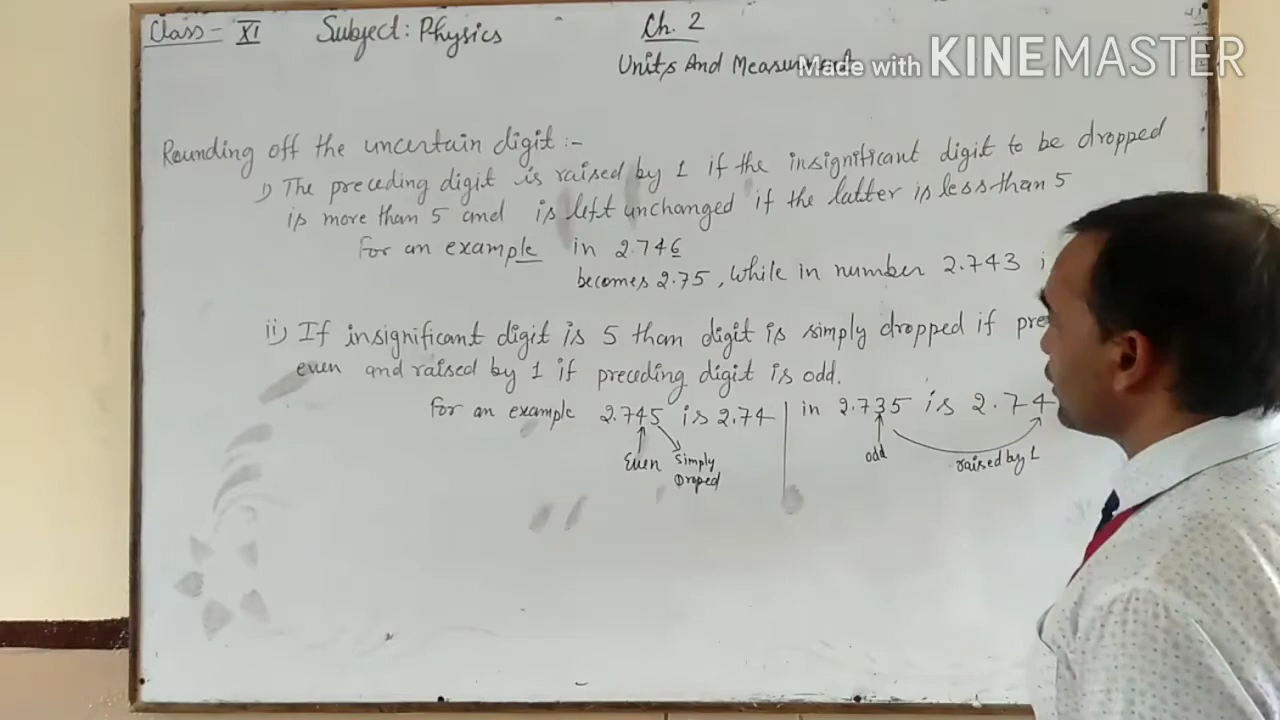 Class - XI Subject: Physics Ch. 2
Units And Measurement
Made with KINEMASTER
Rounding off the uncertain digit :-
i) The preceding digit is raised by 1 if the insignificant digit to be dropped
is more than 5 and is left unchanged if the latter is less than 5
For an example in 2.746
becomes 2.75, while in number 2.743 i
ii) If insignificant digit is 5 than digit is simply dropped if pre
even and raised by 1 if preceding digit is odd.
For an example 2.745 is 2.74 | in 2.735 is 2.74
Even simply odd raised by 1
Droped